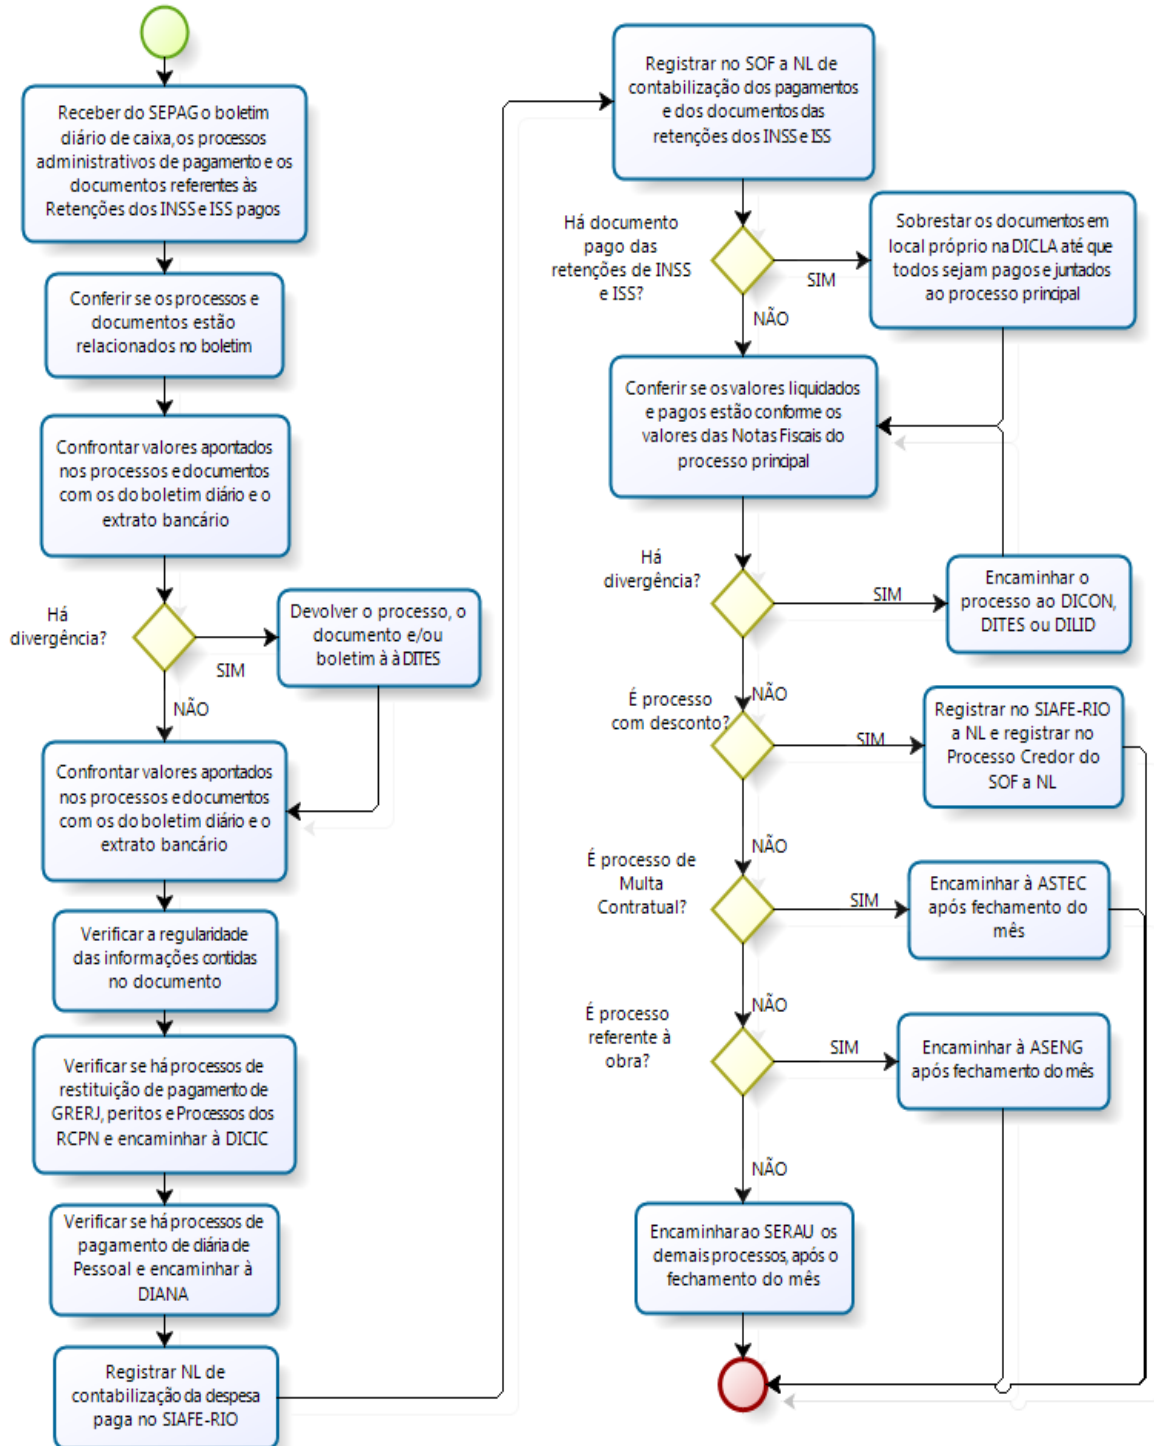 Receber do SEPAG o boletim
diário de caixa, os processos
administrativos de pagamento e os
documentos referentes às
Retenções dos INSS e ISS pagos
Conferir se os processos e
documentos estão
relacionados no boletim
Confrontar valores apontados
nos processos e documentos
com os do boletim diário e o
extrato bancário
Há
divergência?
SIM
Devolver o processo, o
documento e/ou
boletim à à DITES
NÃO
Confrontar valores apontados
nos processos e documentos
com os do boletim diário e o
extrato bancário
Verificar a regularidade
das informações contidas
no documento
Verificar se há processos de
restituição de pagamento de
GRERJ, peritos e Processos dos
RCPN e encaminhar à DICIC
Verificar se há processos de
pagamento de diária de
Pessoal e encaminhar à
DIANA
Registrar NL de
contabilização da despesa
paga no SIAFE-RIO
Registrar no SOF a NL de
contabilização dos pagamentos
e dos documentos das
retenções dos INSS e ISS
Há documento
pago das
retenções de INSS
e ISS?
SIM
Sobrestar os documentos em
local próprio na DICLA até que
todos sejam pagos e juntados
ao processo principal
NÃO
Conferir se os valores liquidados
e pagos estão conforme os
valores das Notas Fiscais do
processo principal
Há
divergência?
SIM
Encaminhar o
processo ao DICON,
DITES ou DILID
NÃO
É processo
com desconto?
SIM
Registrar no SIAFE-RIO
a NL e registrar no
Processo Credor do
SOF a NL
NÃO
É processo de
Multa
Contratual?
SIM
Encaminhar à ASTEC
após fechamento do
mês
NÃO
É processo
referente à
obra?
SIM
Encaminhar à ASENG
após fechamento do mês
NÃO
Encaminhar ao SERAU os
demais processos, após o
fechamento do mês